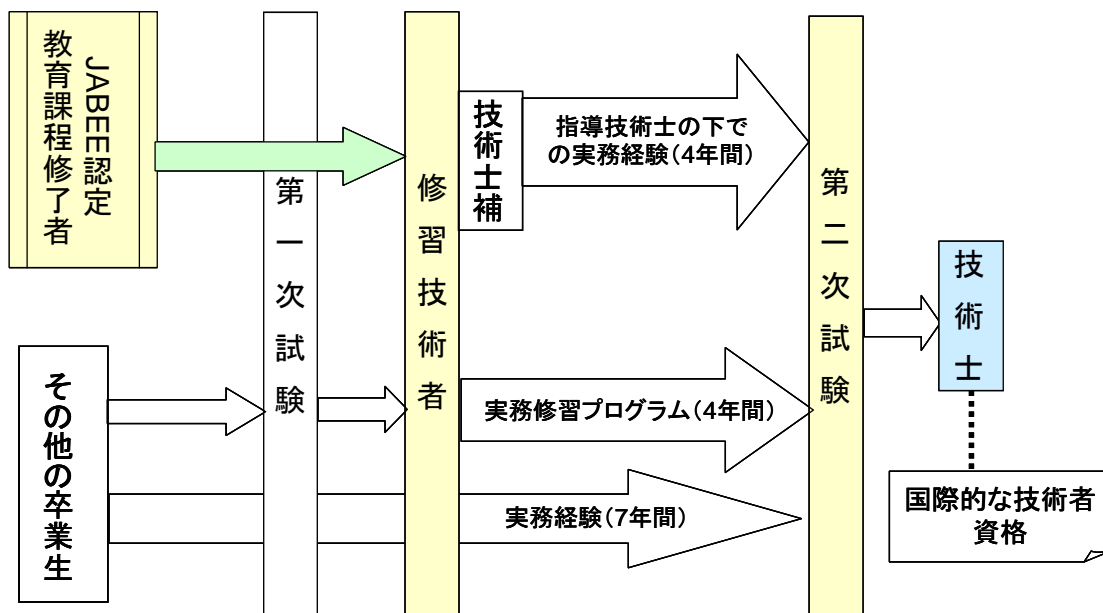 JABEE認定
教育課程修了者
第一次試験
修習技術者
技術士補
指導技術士の下で
の実務経験(4年間)
第二次試験
技術士
その他の卒業生
実務修習プログラム(4年間)
実務経験(7年間)
国際的な技術者
資格